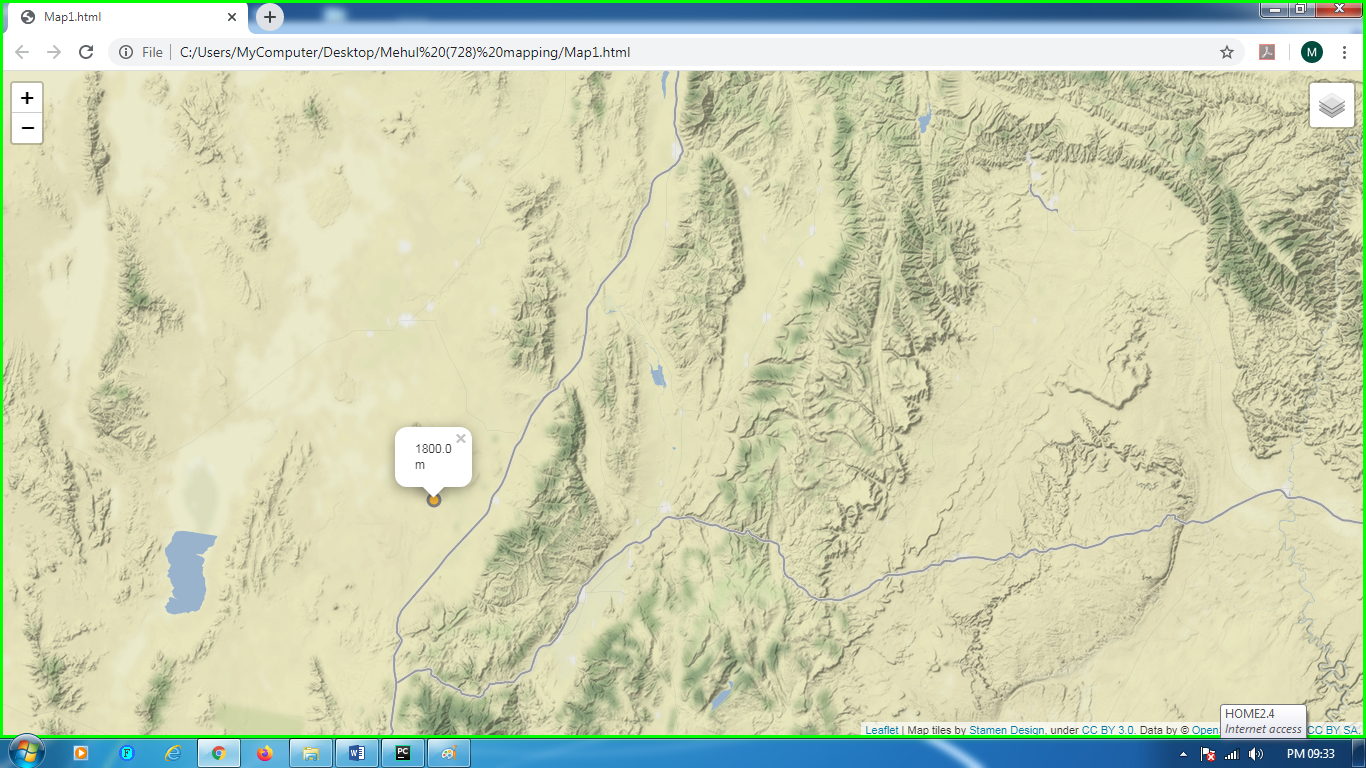 Map1.html
File
C:/Users/MyComputer/Desktop/Mehul%20(728)%20mapping/Map1.html
M
+
−
1800.0
m
HOME2.4
Internet access
Leaflet | Map tiles by Stamen Design, under CC BY 3.0. Data by © Open
CC BY SA.
PM 09:33